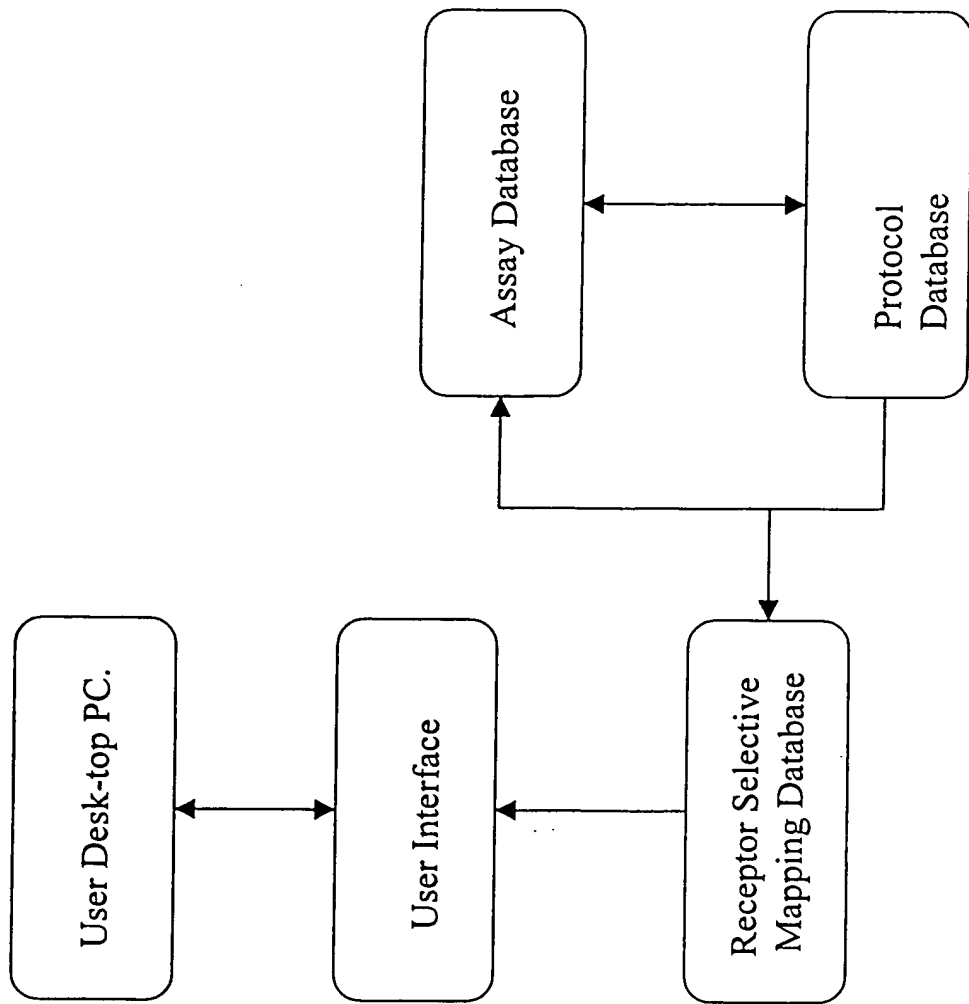 User Desk-top PC.
User Interface
Receptor Selective
Mapping Database
Assay Database
Protocol
Database